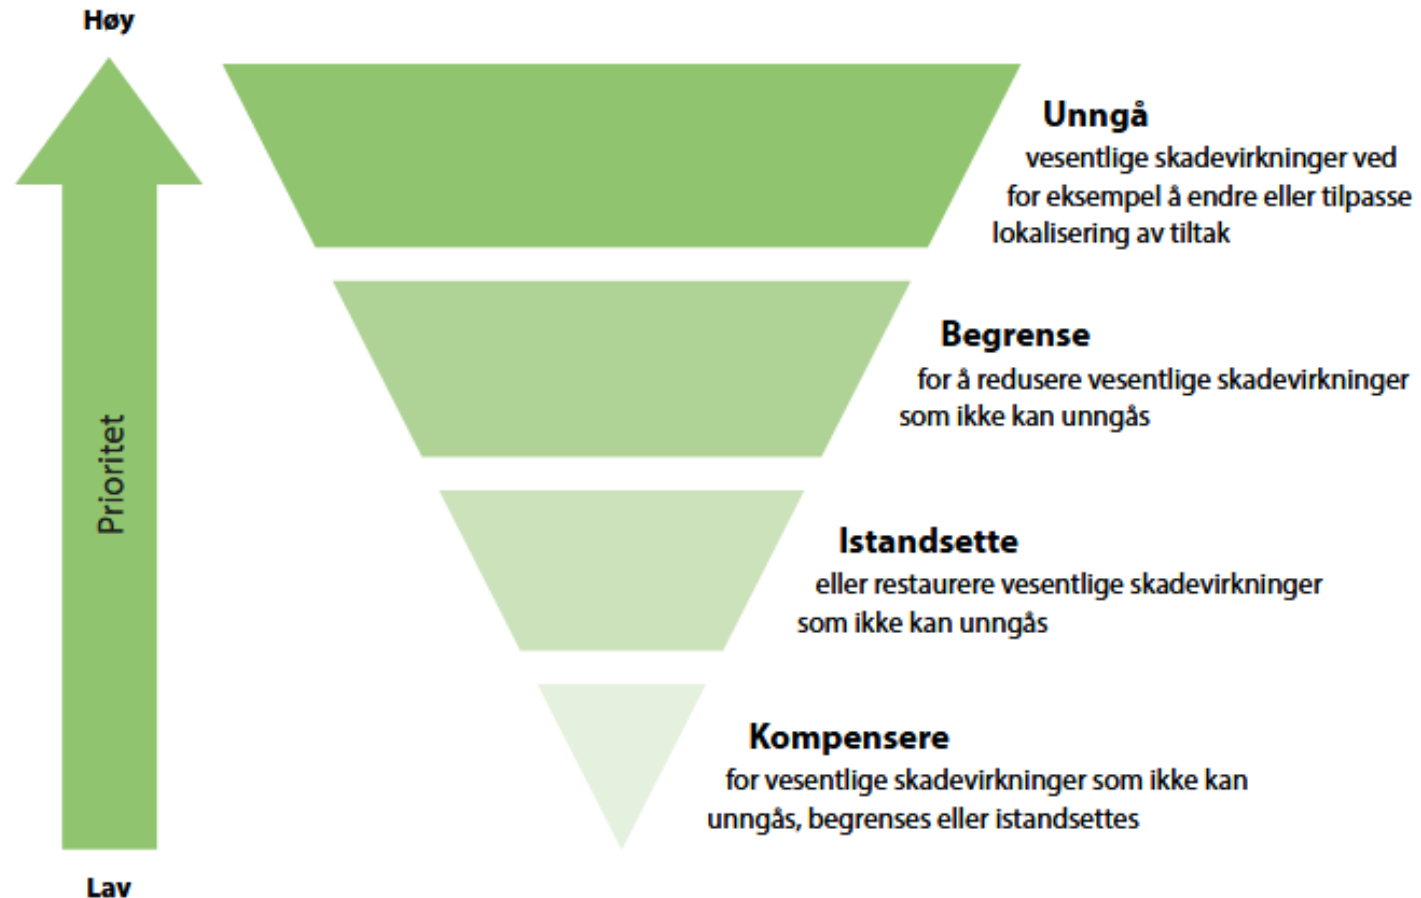 Høy
Unngå
vesentlige skadevirkninger ved
for eksempel å endre eller tilpasse
lokalisering av tiltak
Begrense
for å redusere vesentlige skadevirkninger
som ikke kan unngås
Prioritet
Istandsette
eller restaurere vesentlige skadevirkninger
som ikke kan unngås
Kompensere
for vesentlige skadevirkninger som ikke kan
unngås, begrenses eller istandsettes
Lav